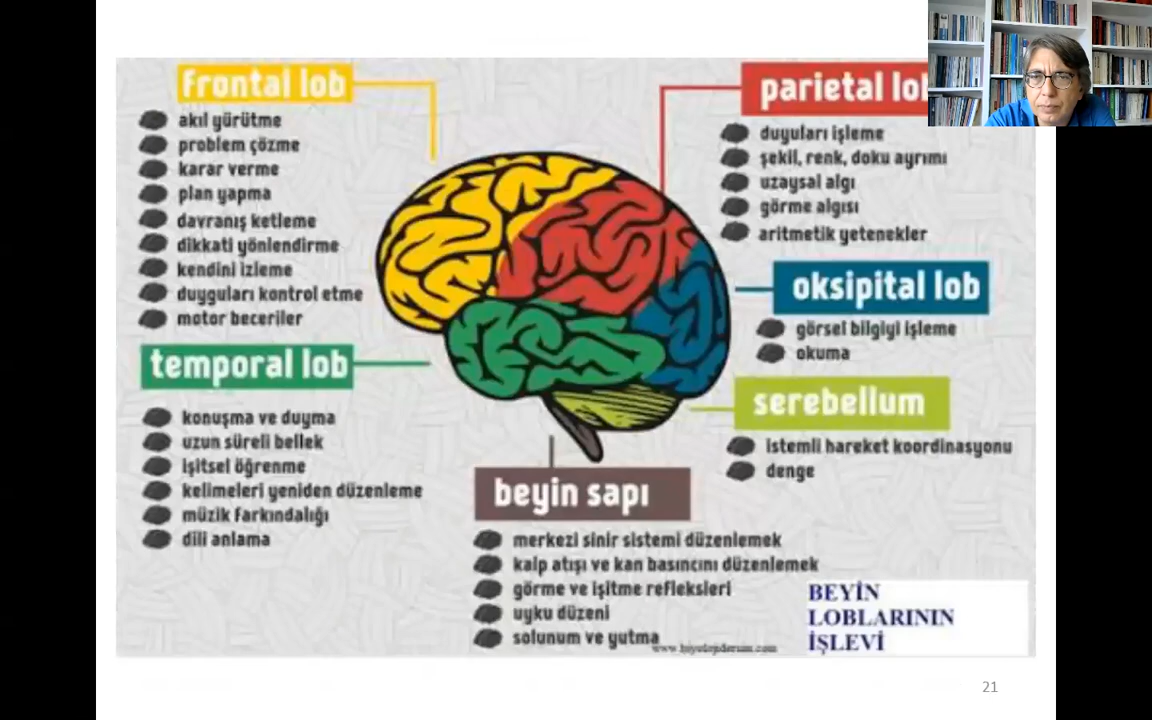 frontal lob
akıl yürütme
problem çözme
karar verme
plan yapma
davranış ketleme
dikkati yönlendirme
kendini izleme
duyguları kontrol etme
motor beceriler
temporal lob
konuşma ve duyma
uzun süreli bellek
işitsel öğrenme
kelimeleri yeniden düzenleme
müzik farkındalığı
dili anlama
parietal lo
duyuları işleme
şekil, renk, doku ayrımı
uzaysal algı
görme algısı
aritmetik yetenekler
oksipital lob
görsel bilgiyi işleme
okuma
serebellum
istemli hareket koordinasyonu
denge
beyin sapı
merkezi sinir sistemi düzenlemek
kalp atışı ve kan basıncını düzenlemek
görme ve işitme refleksleri
uyku düzeni
solunum ve yutma
BEYİN
LOBLARININ
İŞLEVİ
21